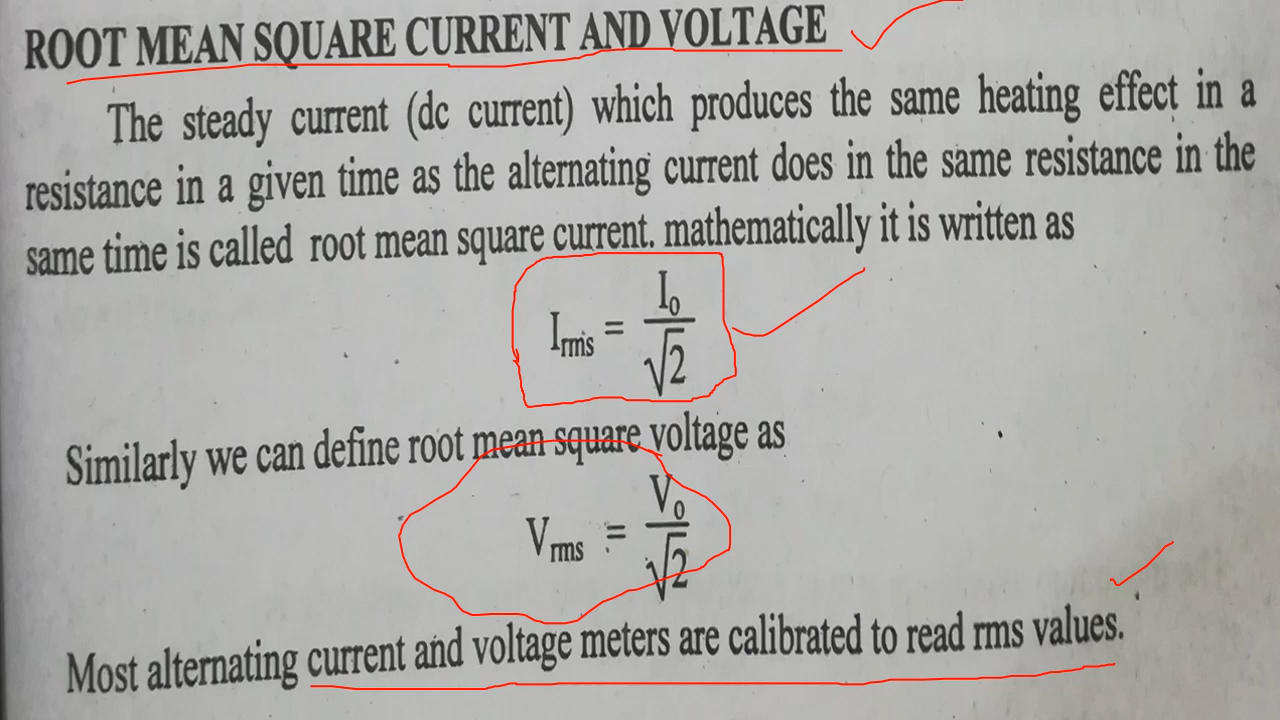 ROOT MEAN SQUARE CURRENT AND VOLTAGE
The steady current (dc current) which produces the same heating effect in a
resistance in a given time as the alternating current does in the same resistance in the
same time is called root mean square current. mathematically it is written as
Irms = I0/√2
Similarly we can define root mean square voltage as
Vrms = V0/√2
Most alternating current and voltage meters are calibrated to read rms values.